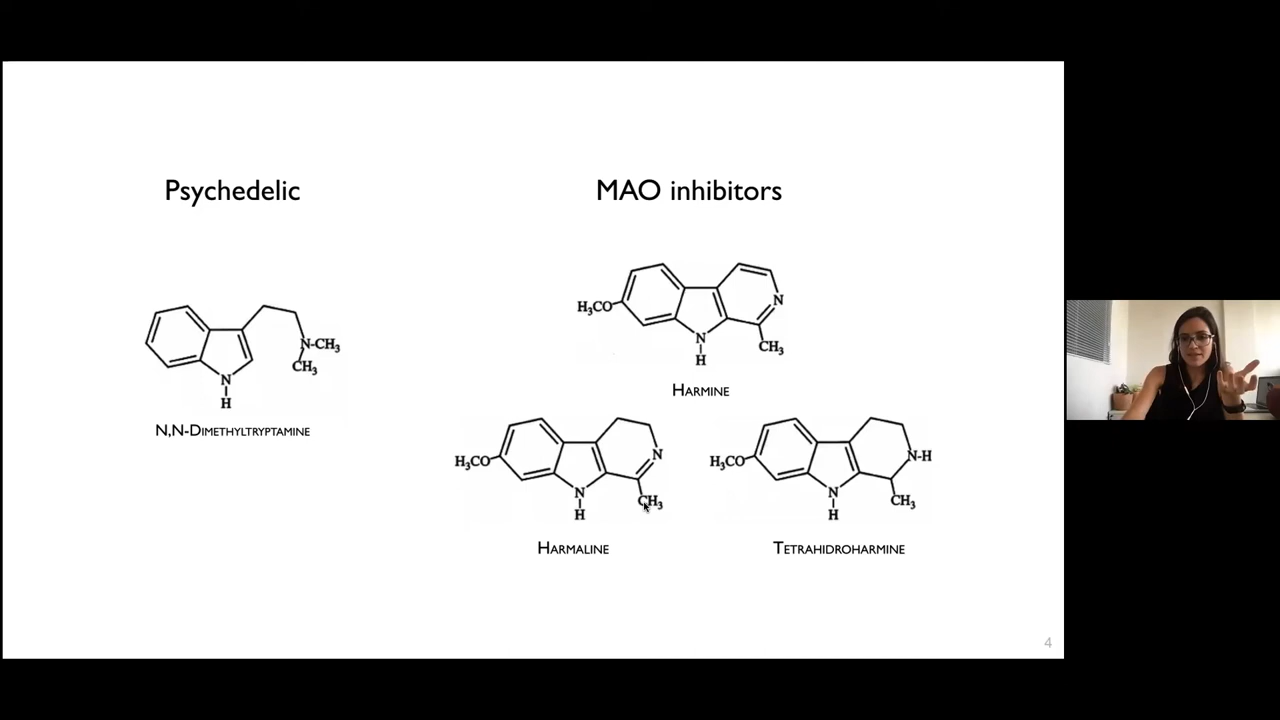 Psychedelic
MAO inhibitors
H₃CO
N
N
H
CH₃
HARMINE
N-CH₃
CH₃
N
H
N,N-DIMETHYLTRYPTAMINE
H₃CO
N
N
H
CH₃
HARMALINE
H₃CO
N-H
N
H
CH₃
TETRAHIDROHARMINE
4